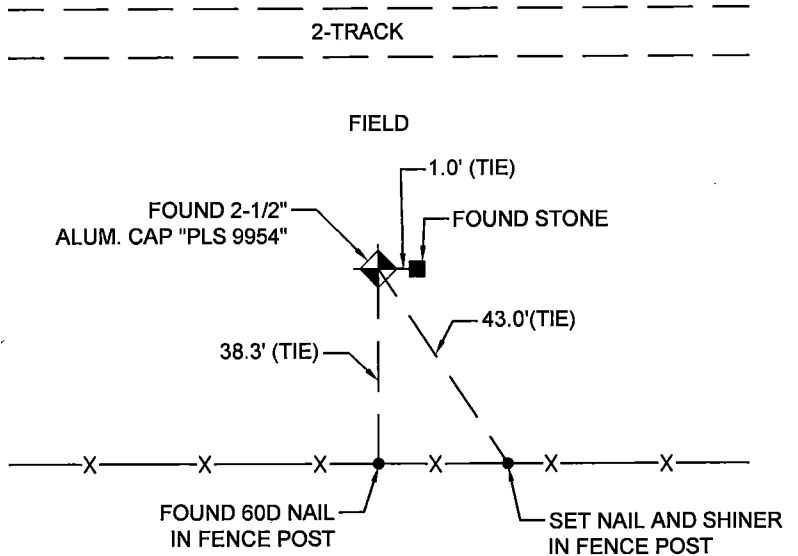 2-TRACK
FIELD
1.0' (TIE)
FOUND 2-1/2"
ALUM. CAP "PLS 9954"
FOUND STONE
43.0'(TIE)
38.3' (TIE)
X X X X X X
FOUND 60D NAIL
IN FENCE POST
SET NAIL AND SHINER
IN FENCE POST